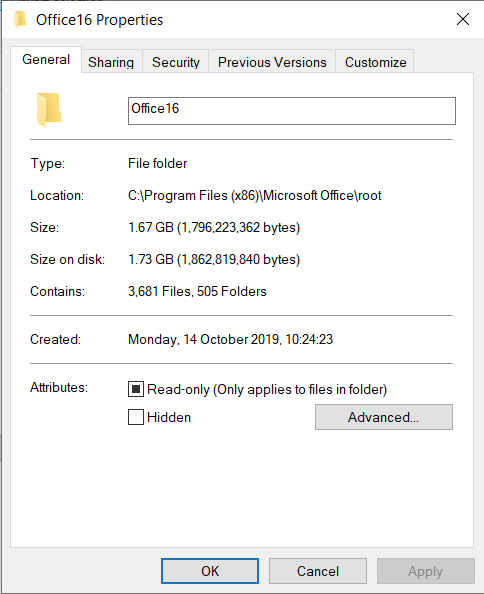 Office16 Properties
General Sharing Security Previous Versions Customize
Office16
Type: File folder
Location: C:\Program Files (x86)\Microsoft Office\root
Size: 1.67 GB (1,796,223,362 bytes)
Size on disk: 1.73 GB (1,862,819,840 bytes)
Contains: 3,681 Files, 505 Folders
Created: Monday, 14 October 2019, 10:24:23
Attributes: Read-only (Only applies to files in folder)
Hidden Advanced...
OK Cancel Apply